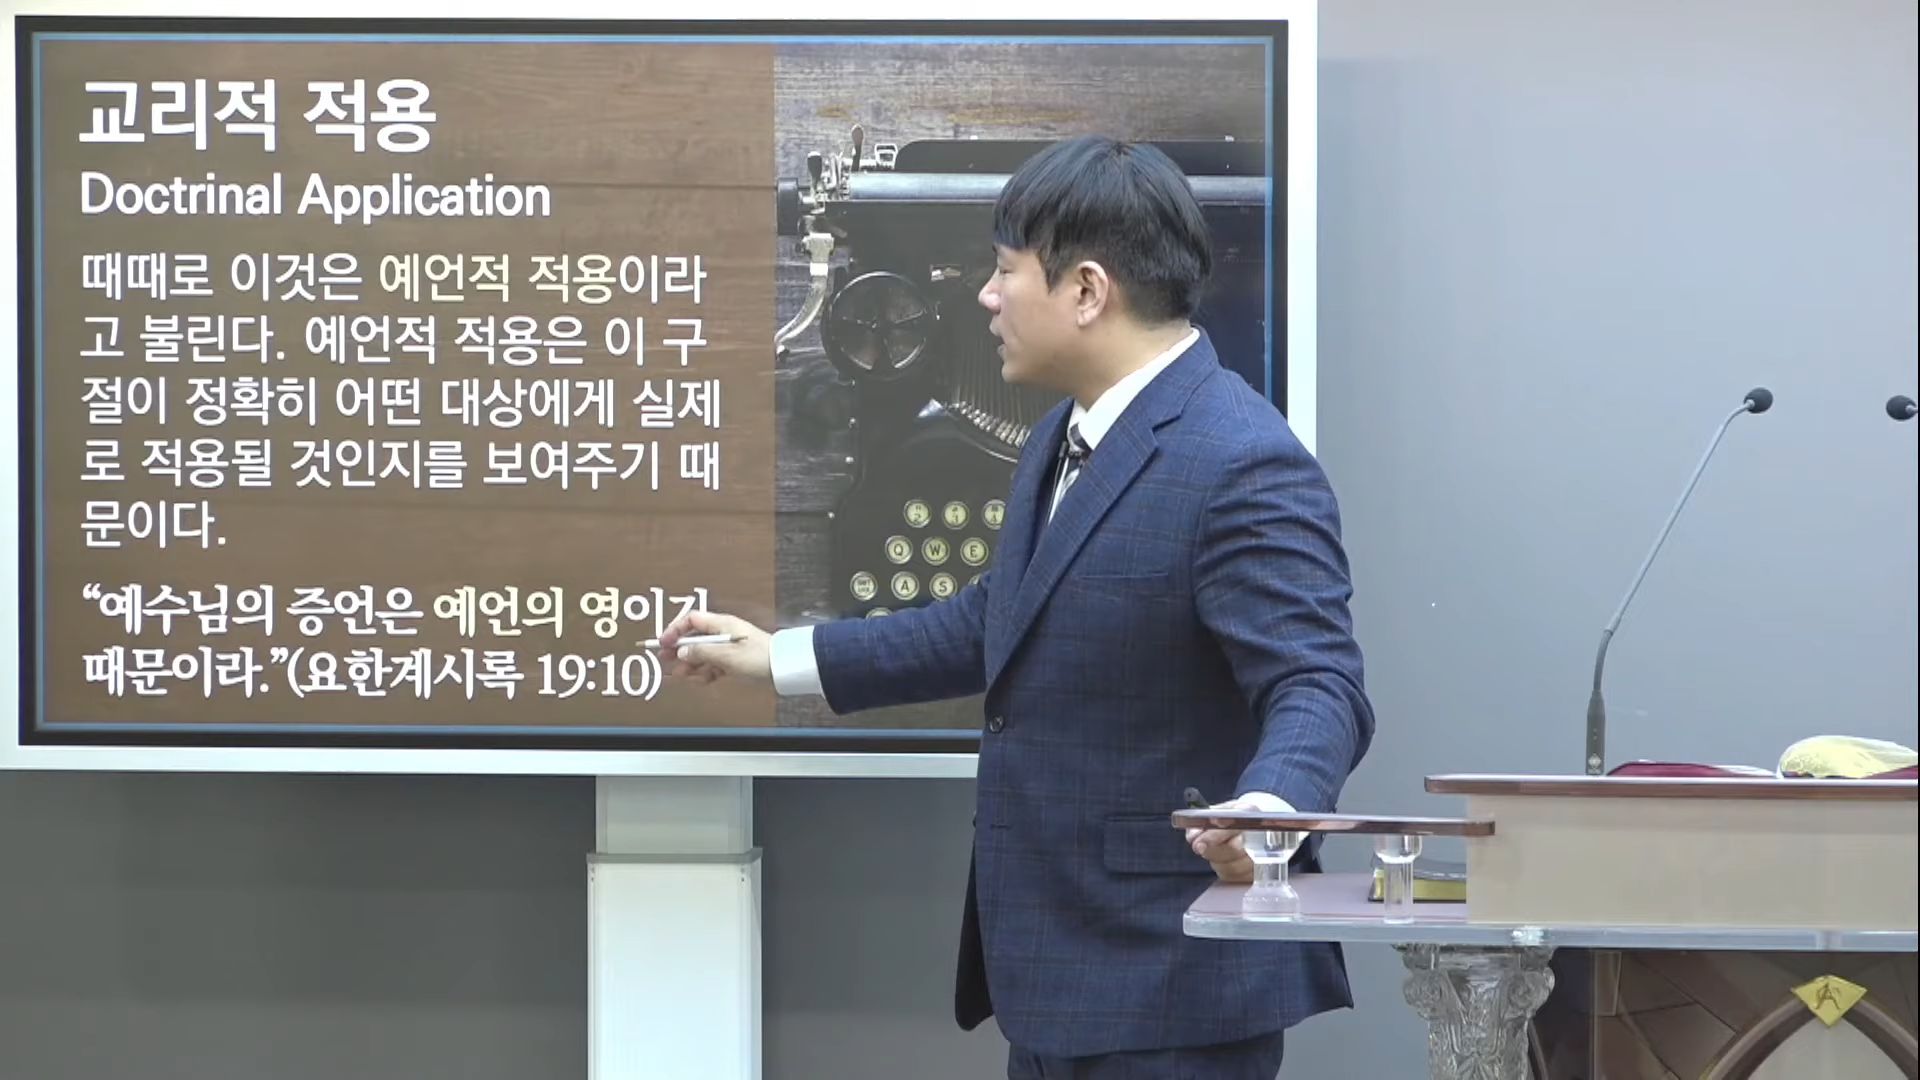 교리적 적용
Doctrinal Application
때때로 이것은 예언적 적용이라
고 불린다. 예언적 적용은 이 구
절이 정확히 어떤 대상에게 실제
로 적용될 것인지를 보여주기 때
문이다.
“예수님의 증언은 예언의 영이기
때문이라.”(요한계시록 19:10)
Q W E
A S